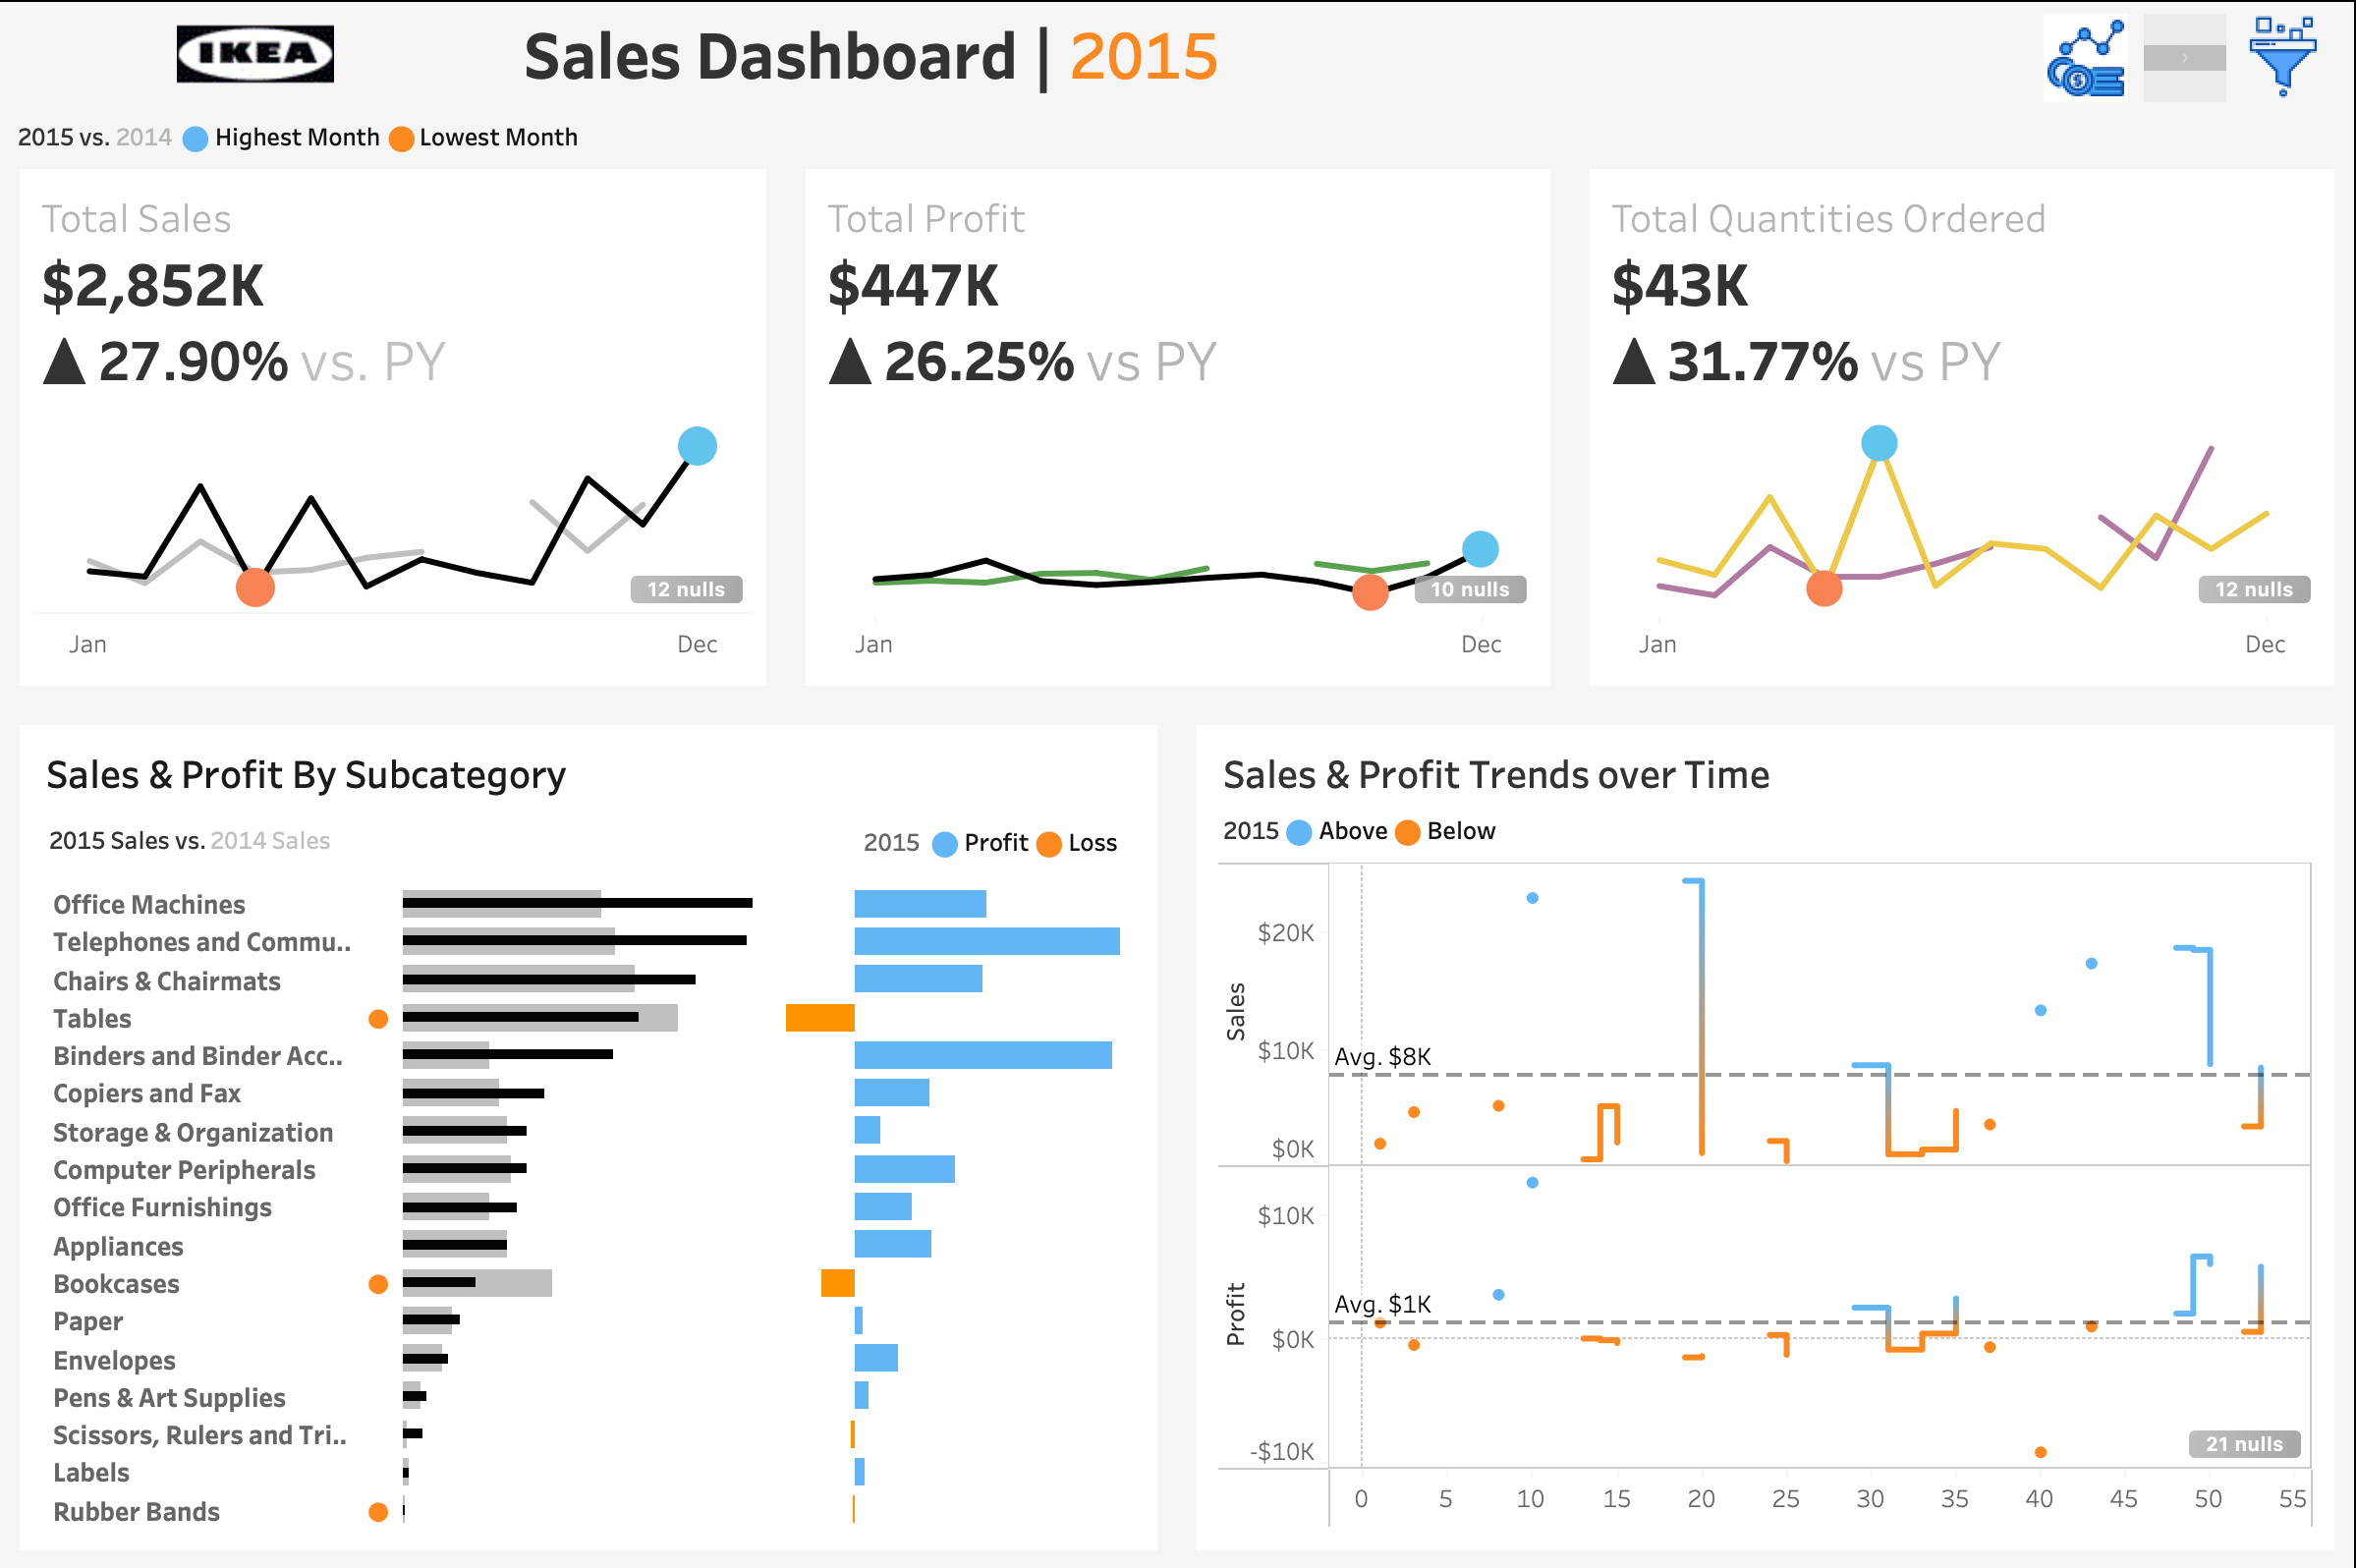 IKEA
Sales Dashboard | 2015
2015 vs. 2014 Highest Month Lowest Month
Total Sales
$2,852K
▲ 27.90% vs. PY
12 nulls
Jan Dec
Total Profit
$447K
▲ 26.25% vs PY
10 nulls
Jan Dec
Total Quantities Ordered
$43K
▲ 31.77% vs PY
12 nulls
Jan Dec
Sales & Profit By Subcategory
2015 Sales vs. 2014 Sales
2015 Profit Loss
Office Machines
Telephones and Commu..
Chairs & Chairmats
Tables
Binders and Binder Acc..
Copiers and Fax
Storage & Organization
Computer Peripherals
Office Furnishings
Appliances
Bookcases
Paper
Envelopes
Pens & Art Supplies
Scissors, Rulers and Tri..
Labels
Rubber Bands
Sales & Profit Trends over Time
2015 Above Below
Sales
$20K
$10K
$0K
Avg. $8K
Profit
$10K
$0K
-$10K
Avg. $1K
21 nulls
0 5 10 15 20 25 30 35 40 45 50 55